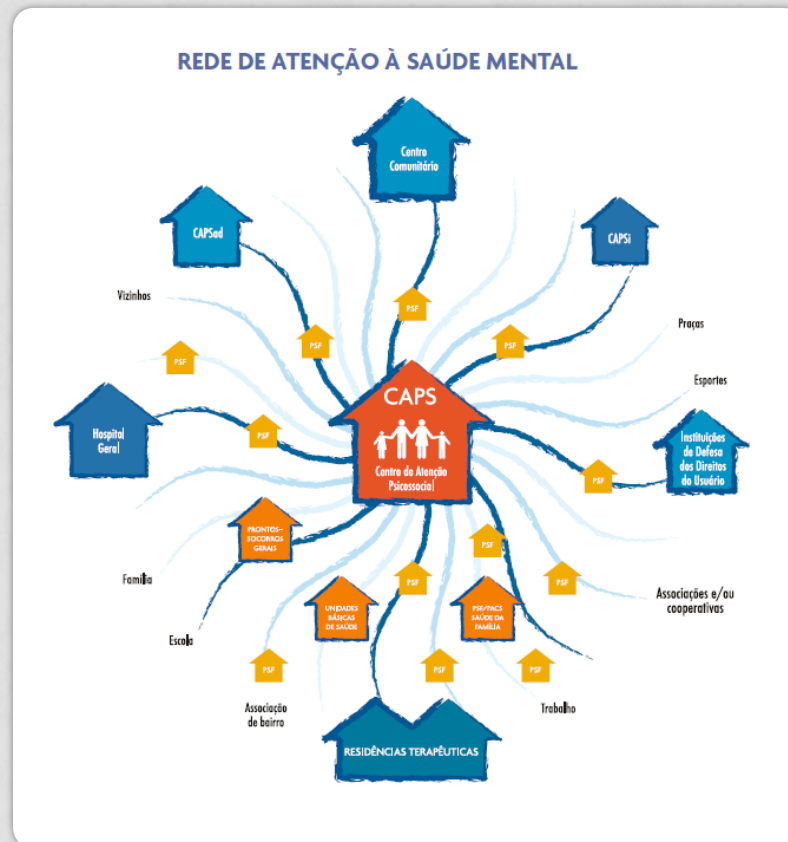 REDE DE ATENÇÃO À SAÚDE MENTAL
Centro
Comunitário
CAPSad
CAPSi
Vizinhos
PSF
PSF
PSF
Praças
PSF
Esportes
CAPS
Hospital
Geral
PSF
Instituições
de Defesa
dos Direitos
do Usuário
Centro de Atenção
Psicossocial
PSF
PRONTOS-
SOCORROS
GERAIS
PSF
Família
PSF
PSF
Associações e/ou
cooperativas
UNIDADES
BÁSICAS
DE SAÚDE
PSF/PACS
SAÚDE DA
FAMÍLIA
Escola
PSF
PSF
PSF
Associação
de bairro
Trabalho
RESIDÊNCIAS TERAPÊUTICAS